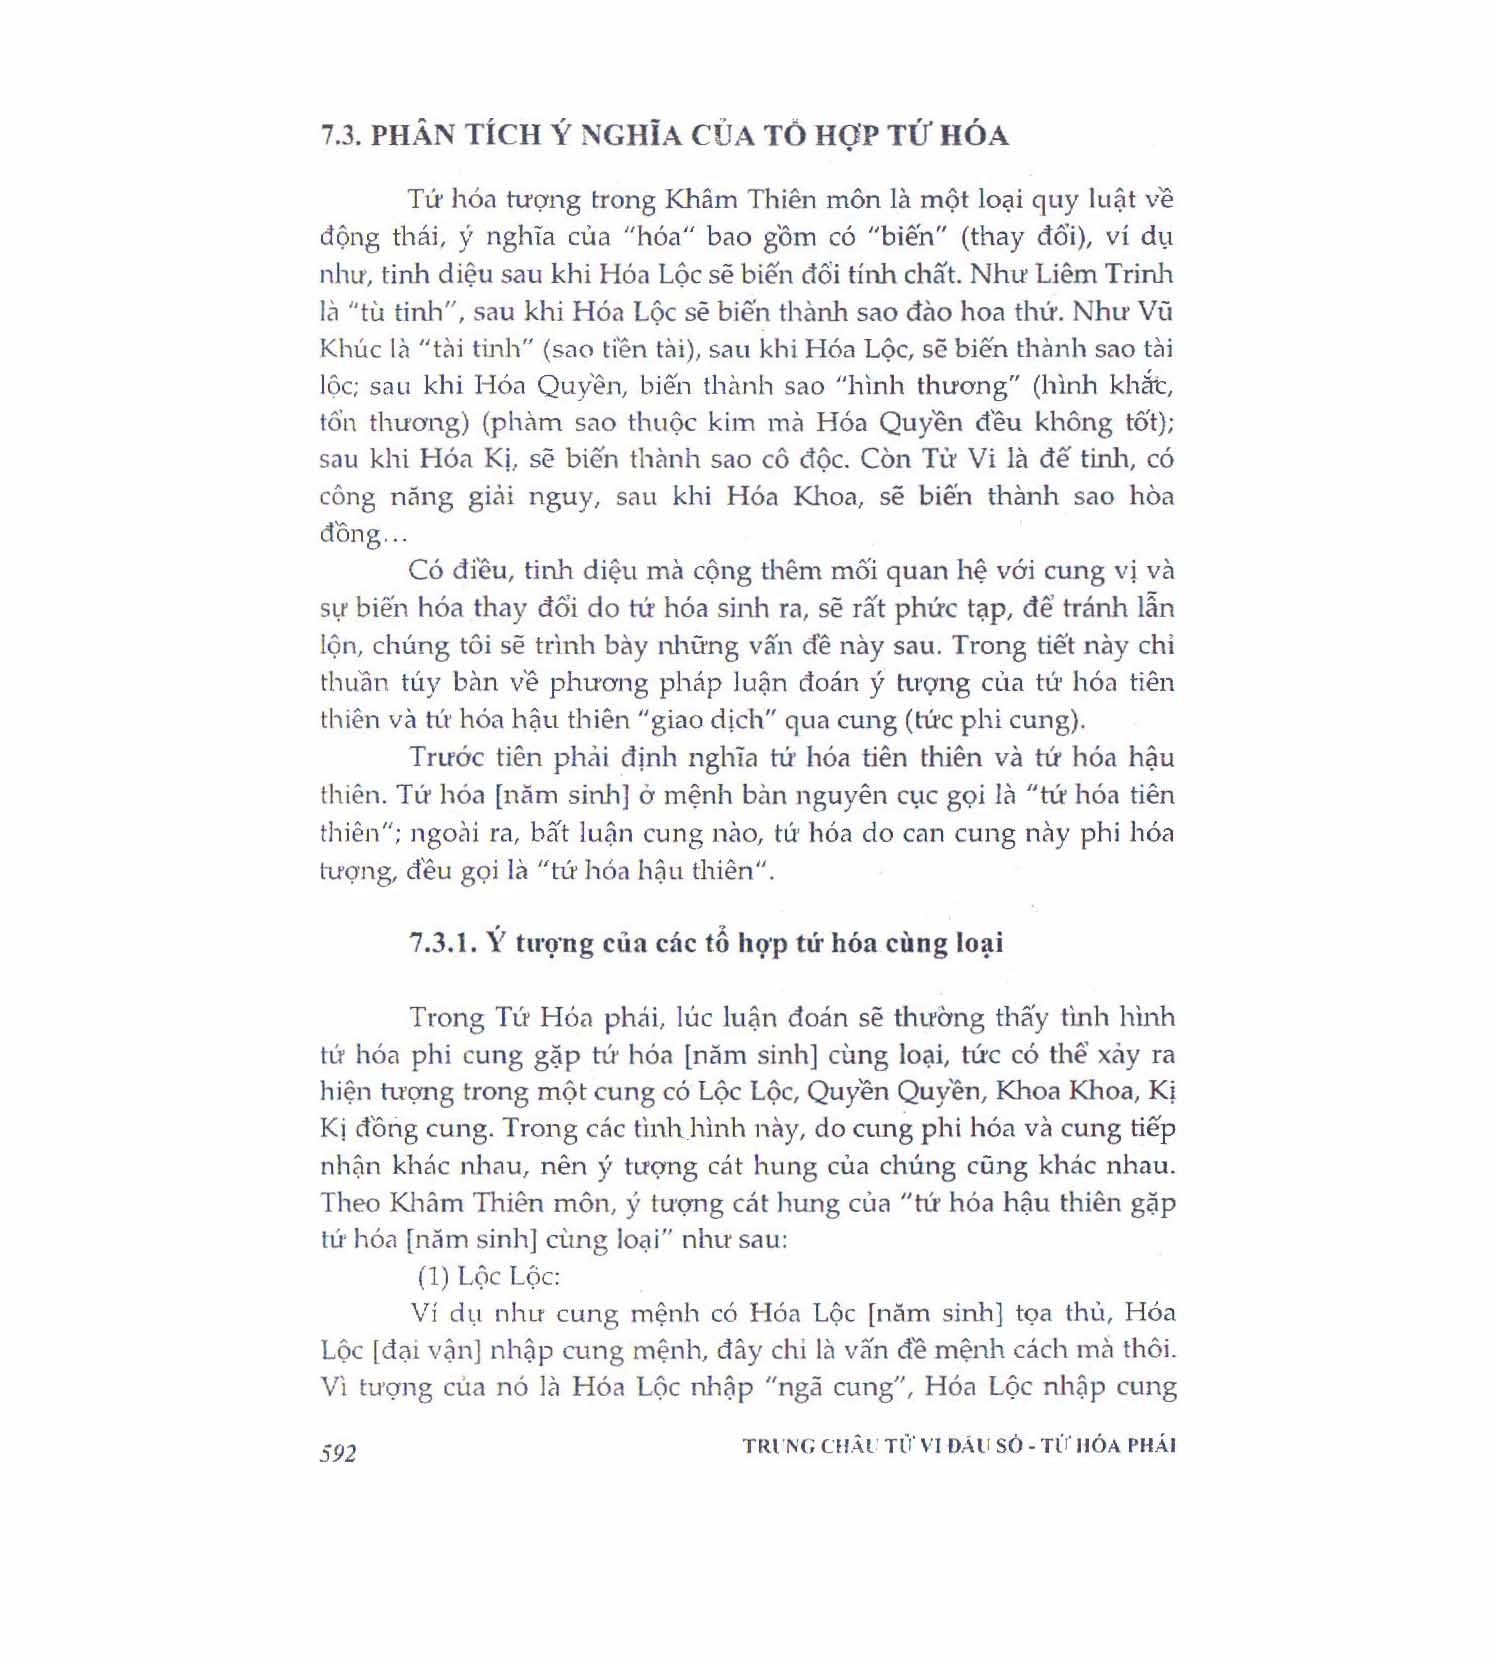 7.3. PHÂN TÍCH Ý NGHĨA CỦA TỔ HỢP TỨ HÓA
Tứ hóa tượng trong Khâm Thiên môn là một loại quy luật về
động thái, ý nghĩa của "hóa" bao gồm có "biến" (thay đổi), ví dụ
như, tinh diệu sau khi Hóa Lộc sẽ biến đổi tính chất. Như Liêm Trinh
là "tù tinh", sau khi Hóa Lộc sẽ biến thành sao đào hoa thứ. Như Vũ
Khúc là "tài tinh" (sao tiền tài), sau khi Hóa Lộc, sẽ biến thành sao tài
lộc; sau khi Hóa Quyền, biến thành sao "hình thương" (hình khắc,
tổn thương) (phàm sao thuộc kim mà Hóa Quyền đều không tốt);
sau khi Hóa Kị, sẽ biến thành sao cô độc. Còn Tử Vi là đế tinh, có
công năng giải nguy, sau khi Hóa Khoa, sẽ biến thành sao hòa
đồng...
Có điều, tinh diệu mà cộng thêm mối quan hệ với cung vị và
sự biến hóa thay đổi do tứ hóa sinh ra, sẽ rất phức tạp, để tránh lẫn
lộn, chúng tôi sẽ trình bày những vấn đề này sau. Trong tiết này chỉ
thuần túy bàn về phương pháp luận đoán ý tượng của tứ hóa tiên
thiên và tứ hóa hậu thiên "giao dịch" qua cung (tức phi cung).
Trước tiên phải định nghĩa tứ hóa tiên thiên và tứ hóa hậu
thiên. Tứ hóa [năm sinh] ở mệnh bàn nguyên cục gọi là "tứ hóa tiên
thiên"; ngoài ra, bất luận cung nào, tứ hóa do can cung này phi hóa
tượng, đều gọi là "tứ hóa hậu thiên".
7.3.1. Ý tượng của các tổ hợp tứ hóa cùng loại
Trong Tứ Hóa phái, lúc luận đoán sẽ thường thấy tình hình
tứ hóa phi cung gặp tứ hóa [năm sinh] cùng loại, tức có thể xảy ra
hiện tượng trong một cung có Lộc Lộc, Quyền Quyền, Khoa Khoa, Kị
Kị đồng cung. Trong các tình hình này, do cung phi hóa và cung tiếp
nhận khác nhau, nên ý tượng cát hung của chúng cũng khác nhau.
Theo Khâm Thiên môn, ý tượng cát hung của "tứ hóa hậu thiên gặp
tứ hóa [năm sinh] cùng loại" như sau:
(1) Lộc Lộc:
Ví dụ như cung mệnh có Hóa Lộc [năm sinh] tọa thủ, Hóa
Lộc [đại vận] nhập cung mệnh, đây chỉ là vấn đề mệnh cách mà thôi.
Vì tượng của nó là Hóa Lộc nhập "ngã cung", Hóa Lộc nhập cung
592
TRUNG CHÂU TỬ VI ĐẨU SỐ - TỨ HÓA PHÁI